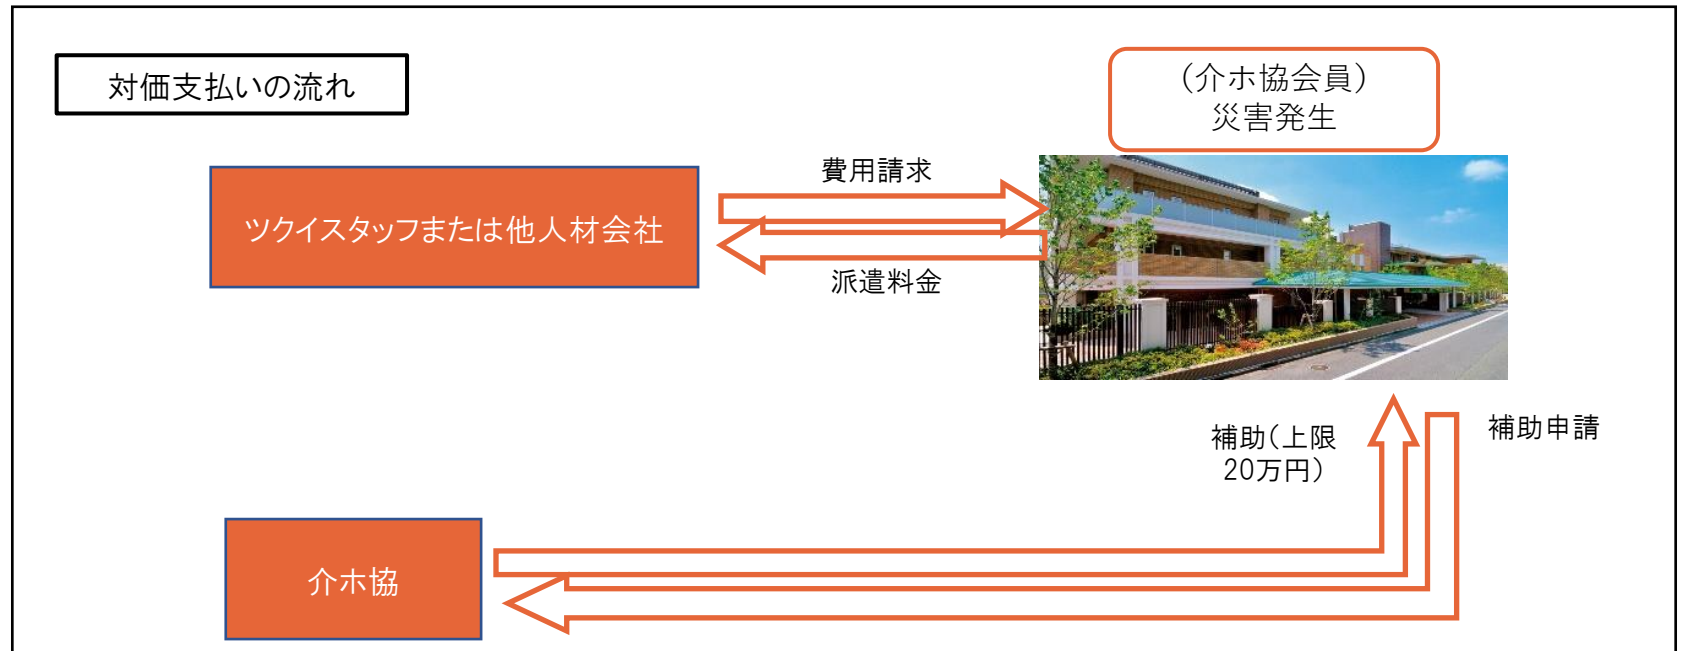 対価支払いの流れ
(介ホ協会員)
災害発生
費用請求
ツクイスタッフまたは他人材会社
派遣料金
補助(上限
20万円)
補助申請
介ホ協